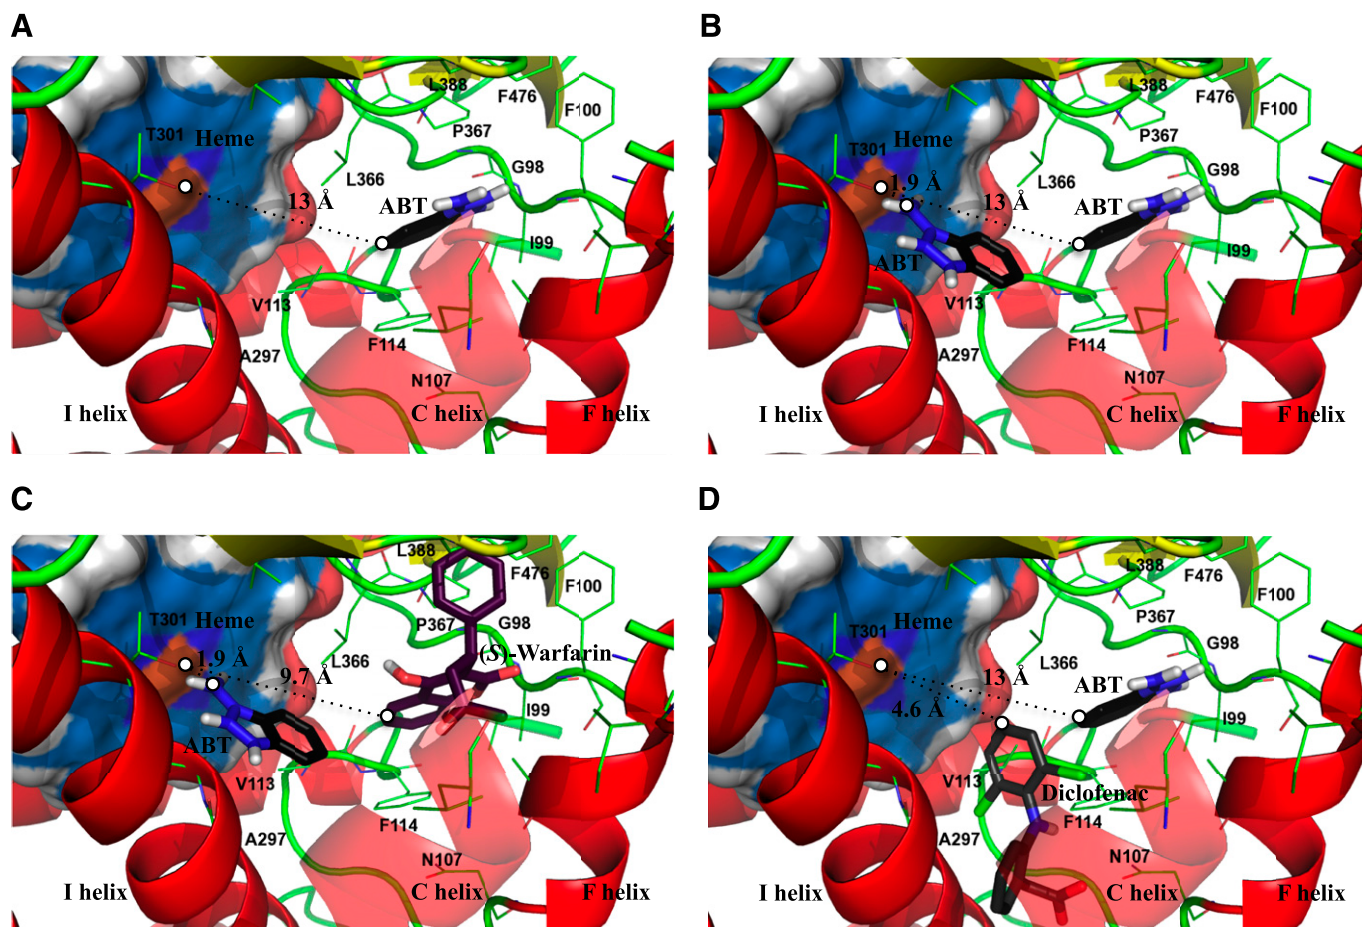 A
L388
F476
F100
T301
Heme
P367
G98
L366
13 Å
ABT
I99
V113
F114
A297
N107
I helix
C helix
F helix
B
L388
F476
F100
T301
Heme
P367
G98
L366
1.9 Å
13 Å
ABT
I99
ABT
V113
F114
A297
N107
I helix
C helix
F helix
C
L388
F476
F100
T301
Heme
P367
G98
(S)-Warfarin
L366
1.9 Å
9.7 Å
I99
ABT
V113
F114
A297
N107
I helix
C helix
F helix
D
L388
F476
F100
T301
Heme
P367
G98
L366
13 Å
ABT
4.6 Å
I99
V113
Diclofenac
F114
A297
N107
I helix
C helix
F helix